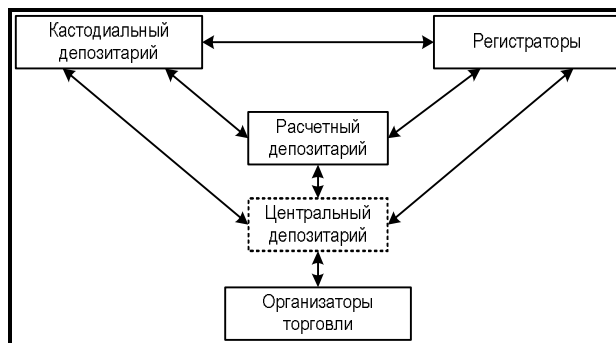 Кастодиальный
депозитарий
Регистраторы
Расчетный
депозитарий
Центральный
депозитарий
Организаторы
торговли